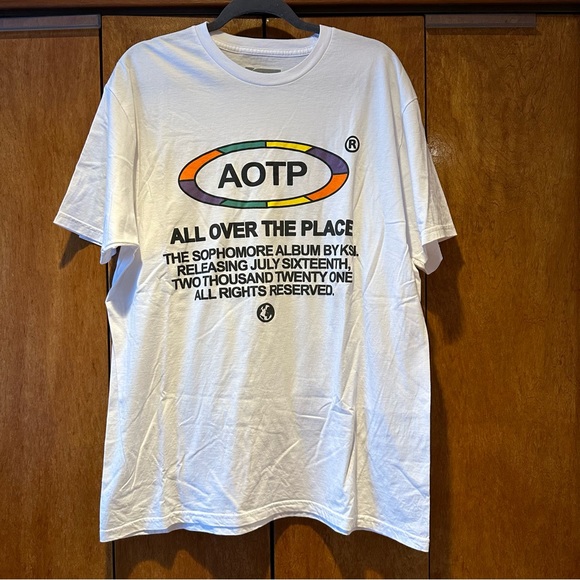 ®
AOTP
ALL OVER THE PLACE
THE SOPHOMORE ALBUM BY KSI.
RELEASING JULY SIXTEENTH,
TWO THOUSAND TWENTY ONE
ALL RIGHTS RESERVED.